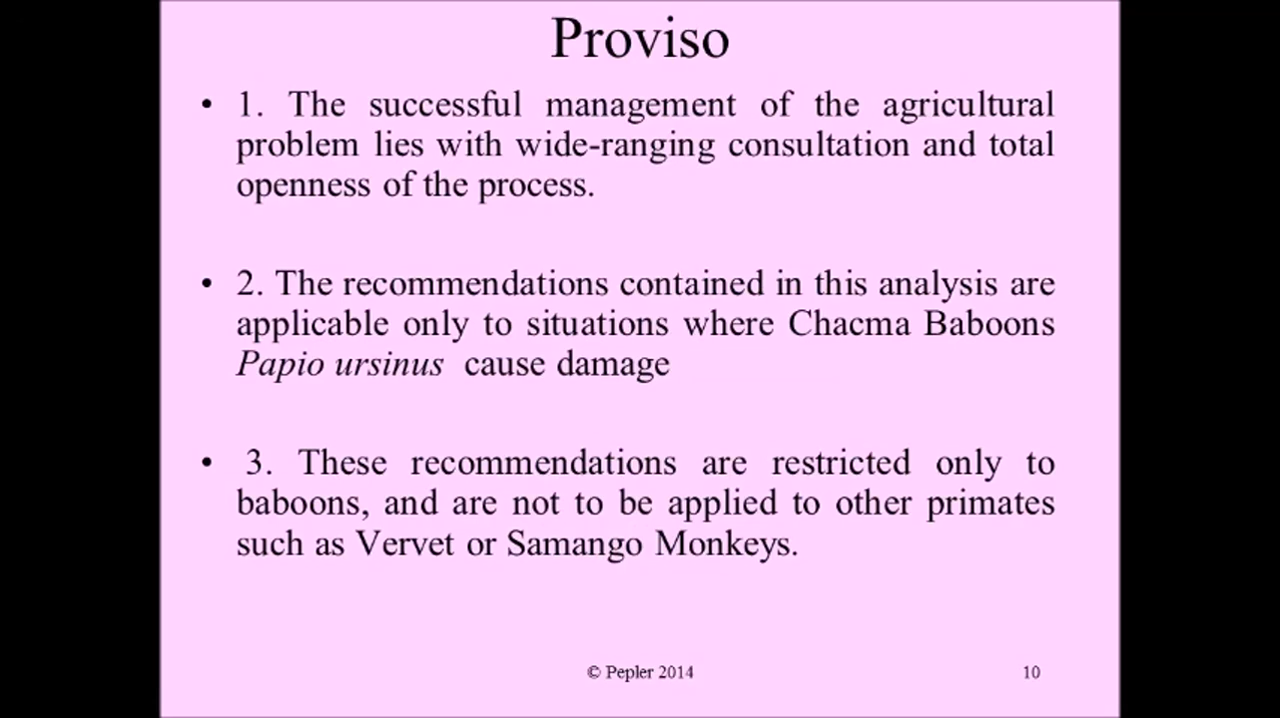 Proviso
• 1. The successful management of the agricultural
problem lies with wide-ranging consultation and total
openness of the process.
• 2. The recommendations contained in this analysis are
applicable only to situations where Chacma Baboons
Papio ursinus cause damage
• 3. These recommendations are restricted only to
baboons, and are not to be applied to other primates
such as Vervet or Samango Monkeys.
© Pepler 2014
10